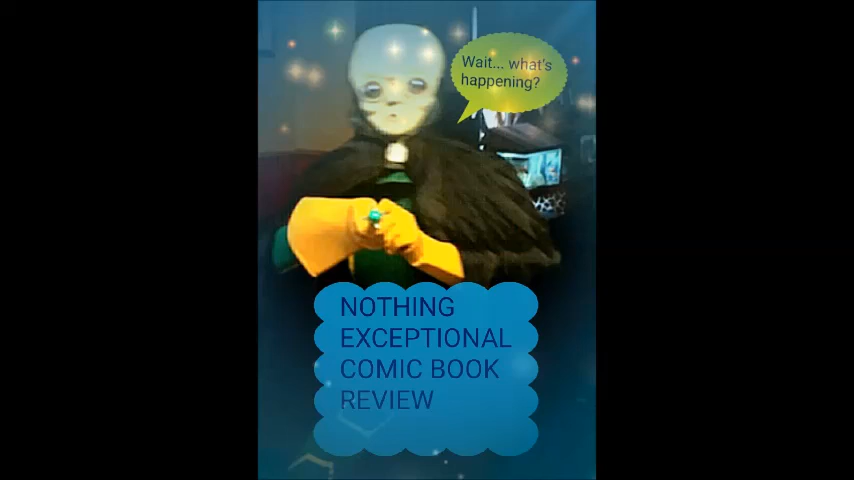 Wait... what's
happening?
NOTHING
EXCEPTIONAL
COMIC BOOK
REVIEW